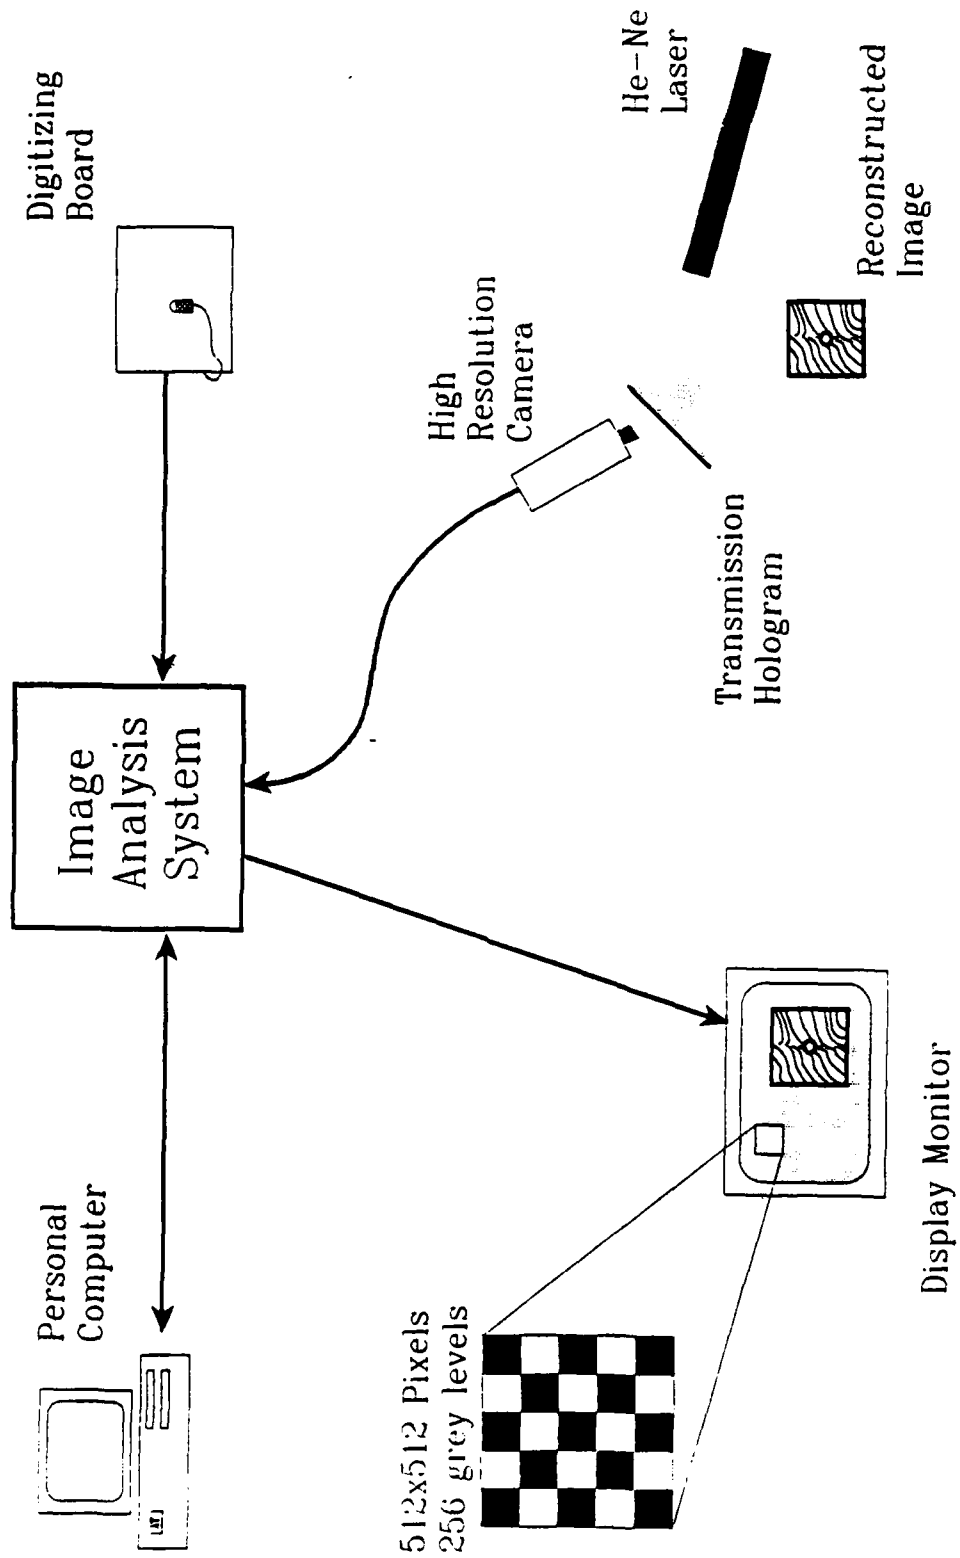 Personal
Computer
Image
Analysis
System
Digitizing
Board
512x512 Pixels
256 grey levels
High
Resolution
Camera
He-Ne
Laser
Transmission
Hologram
Reconstructed
Image
Display Monitor